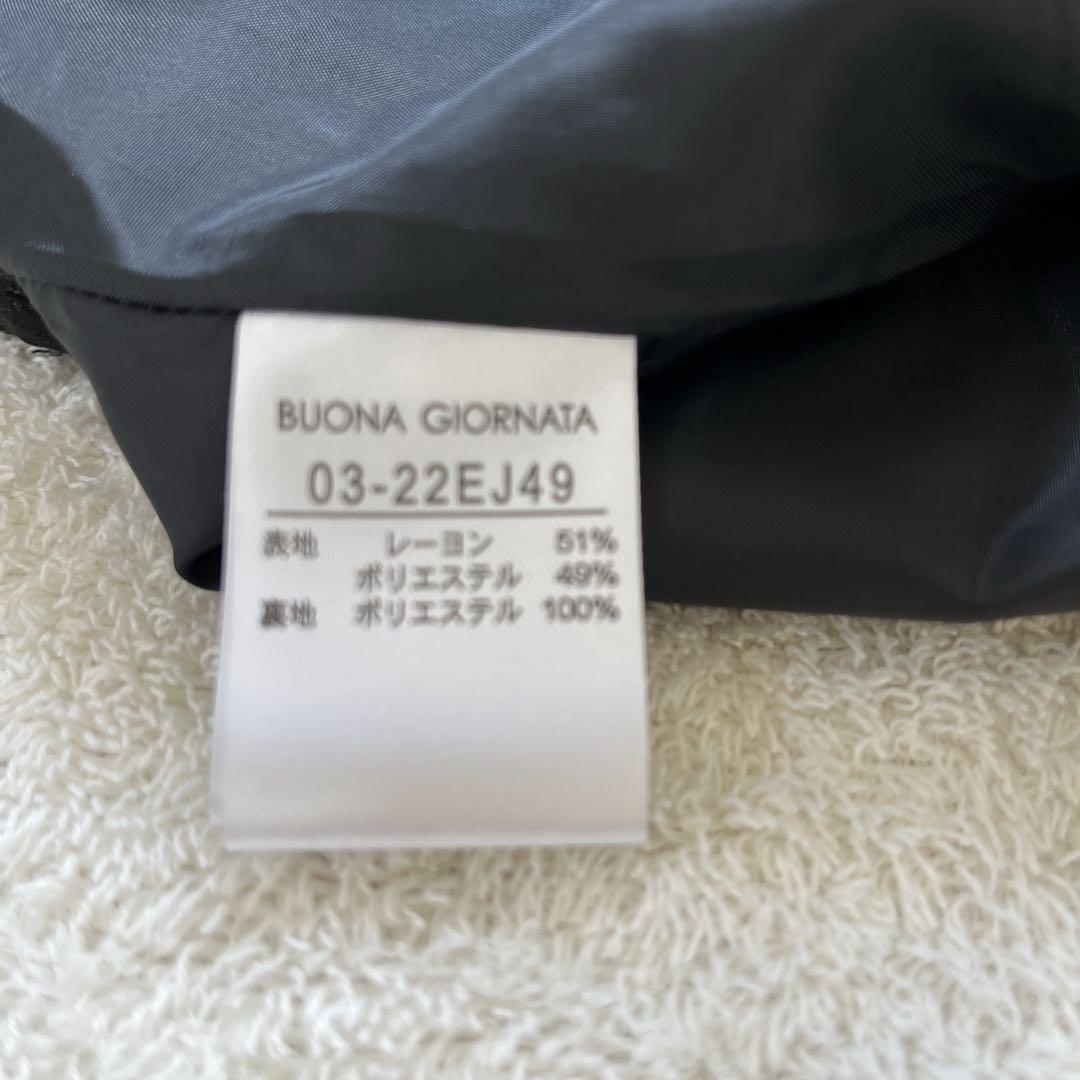 BUONA GIORNATA
03-22EJ49
表地 レーヨン 51%
ポリエステル 49%
裏地 ポリエステル 100%